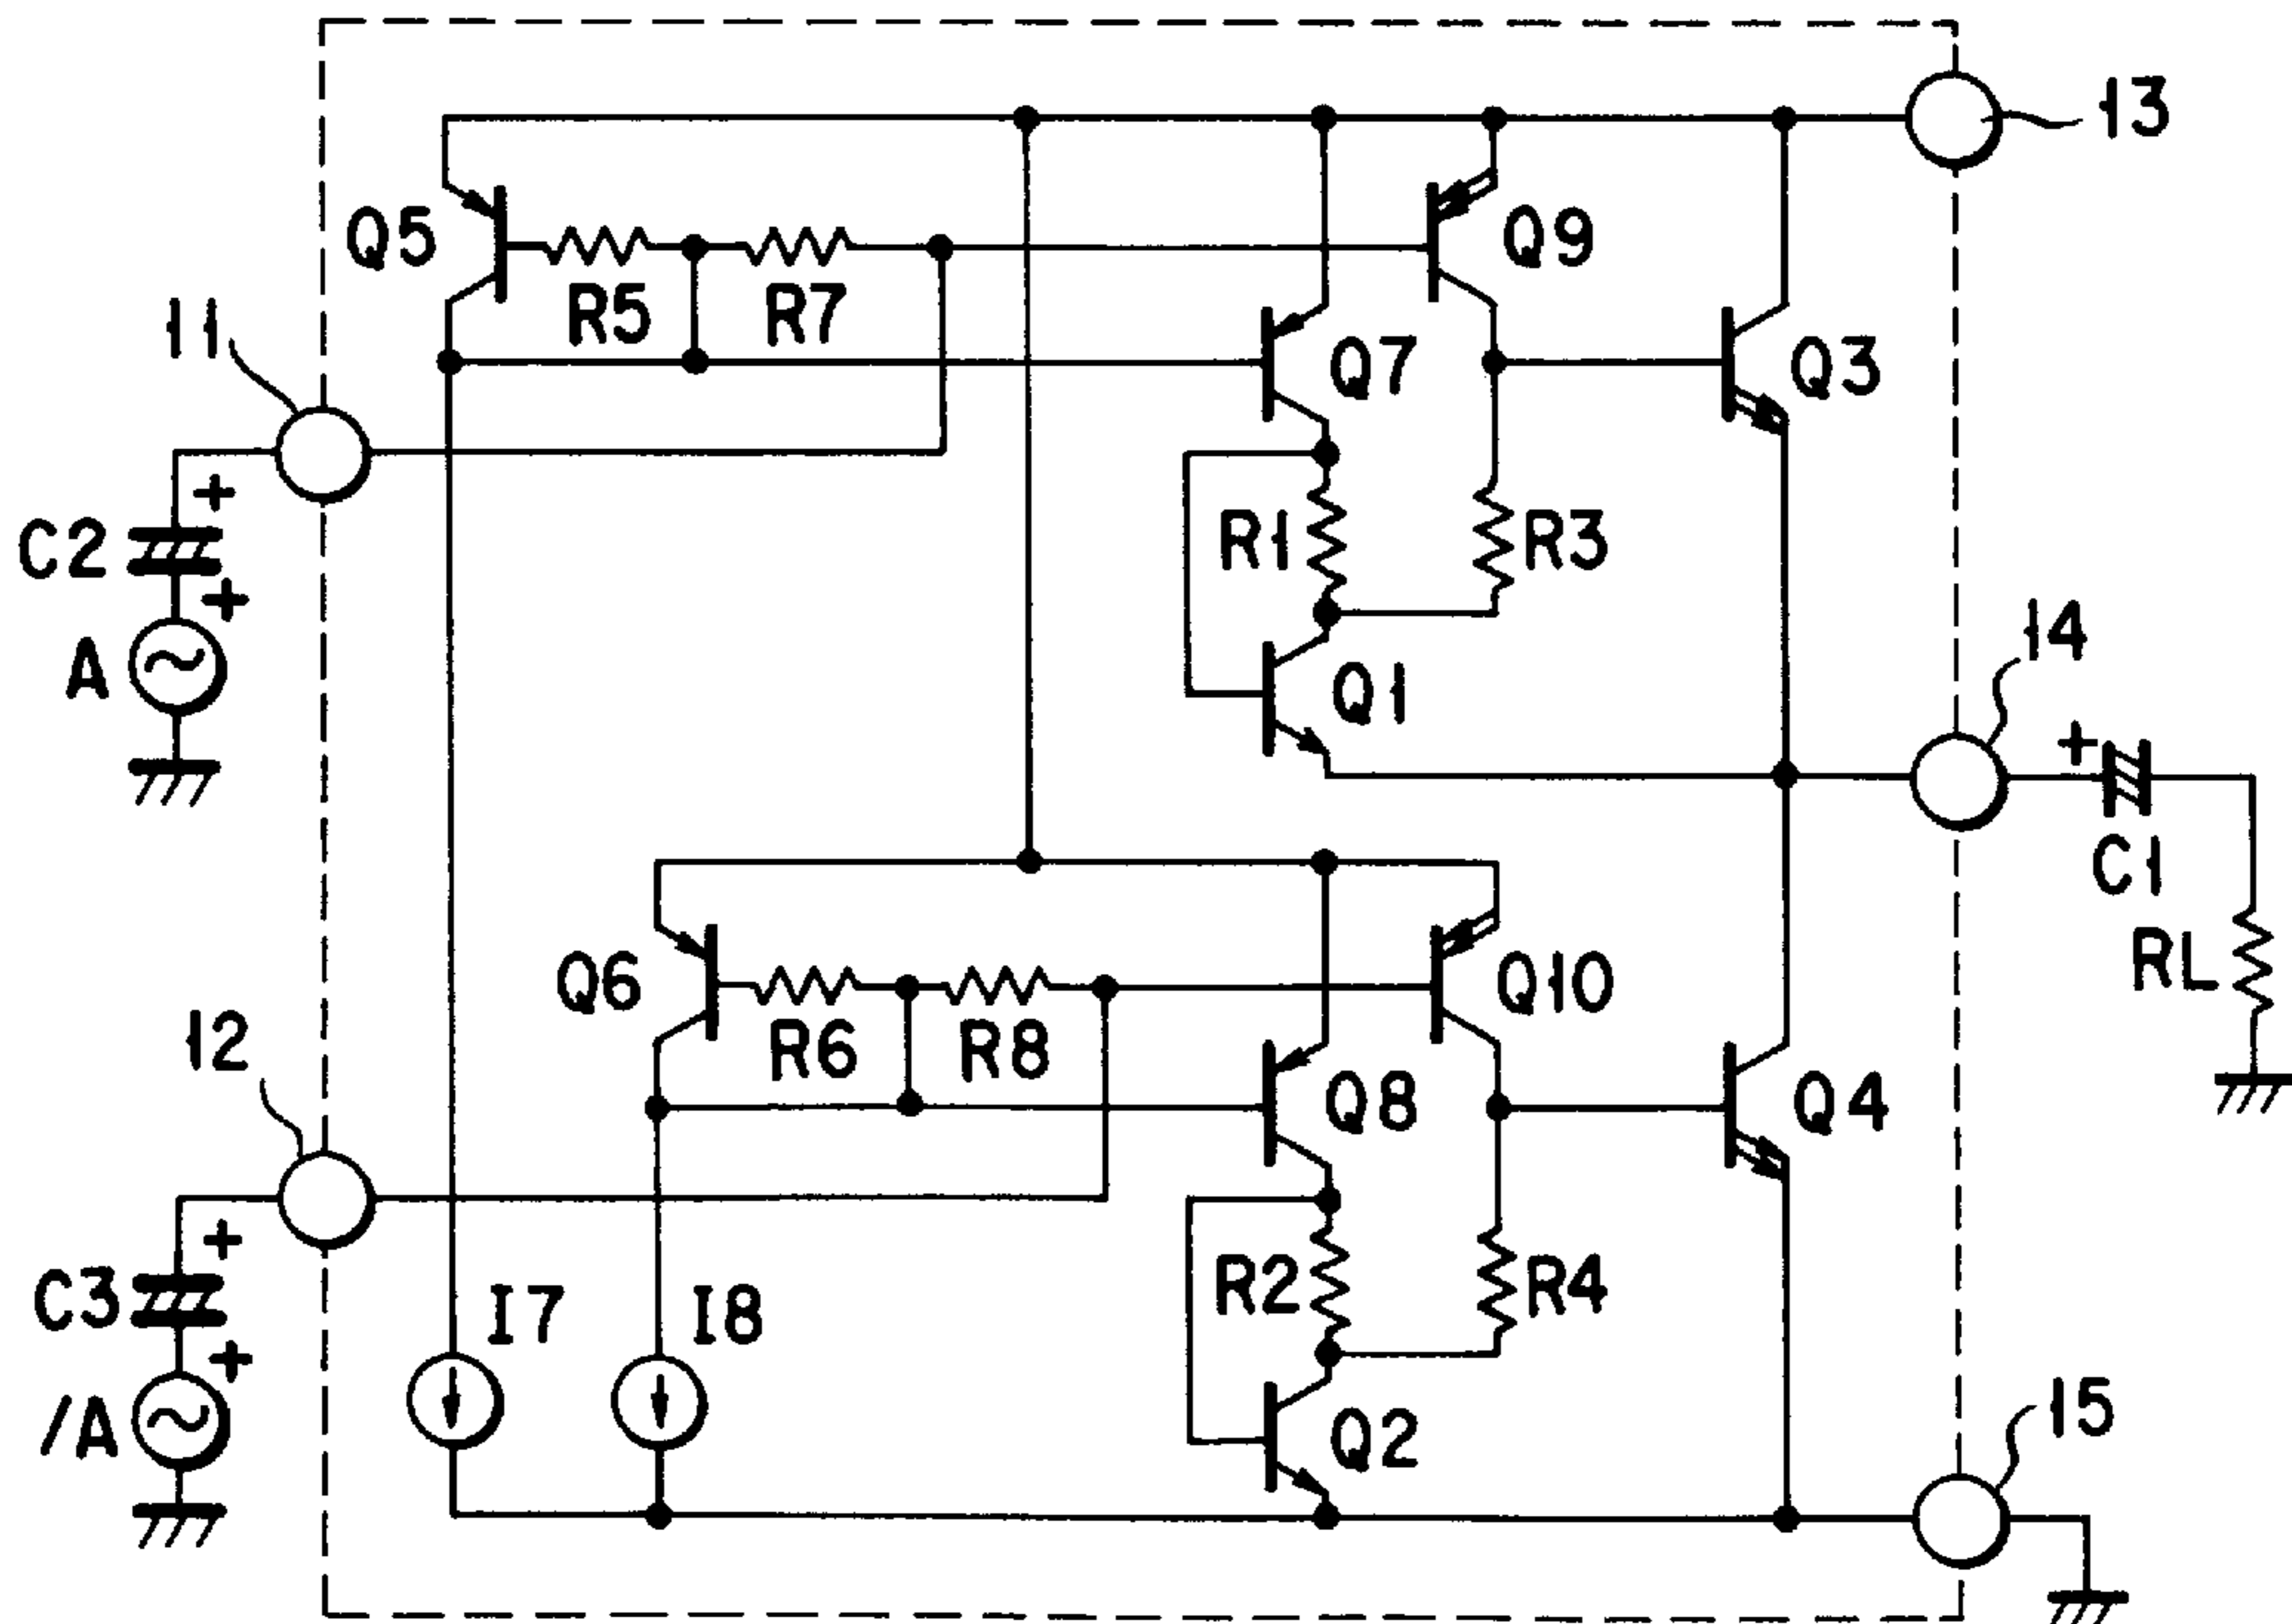 13
Q5
R5
R7
Q9
Q7
Q3
11
+
C2
+
A
R1
R3
Q1
14
+
C1
RL
Q6
R6
R8
Q10
Q8
Q4
12
+
C3
+
/A
I7
I8
R2
R4
Q2
15